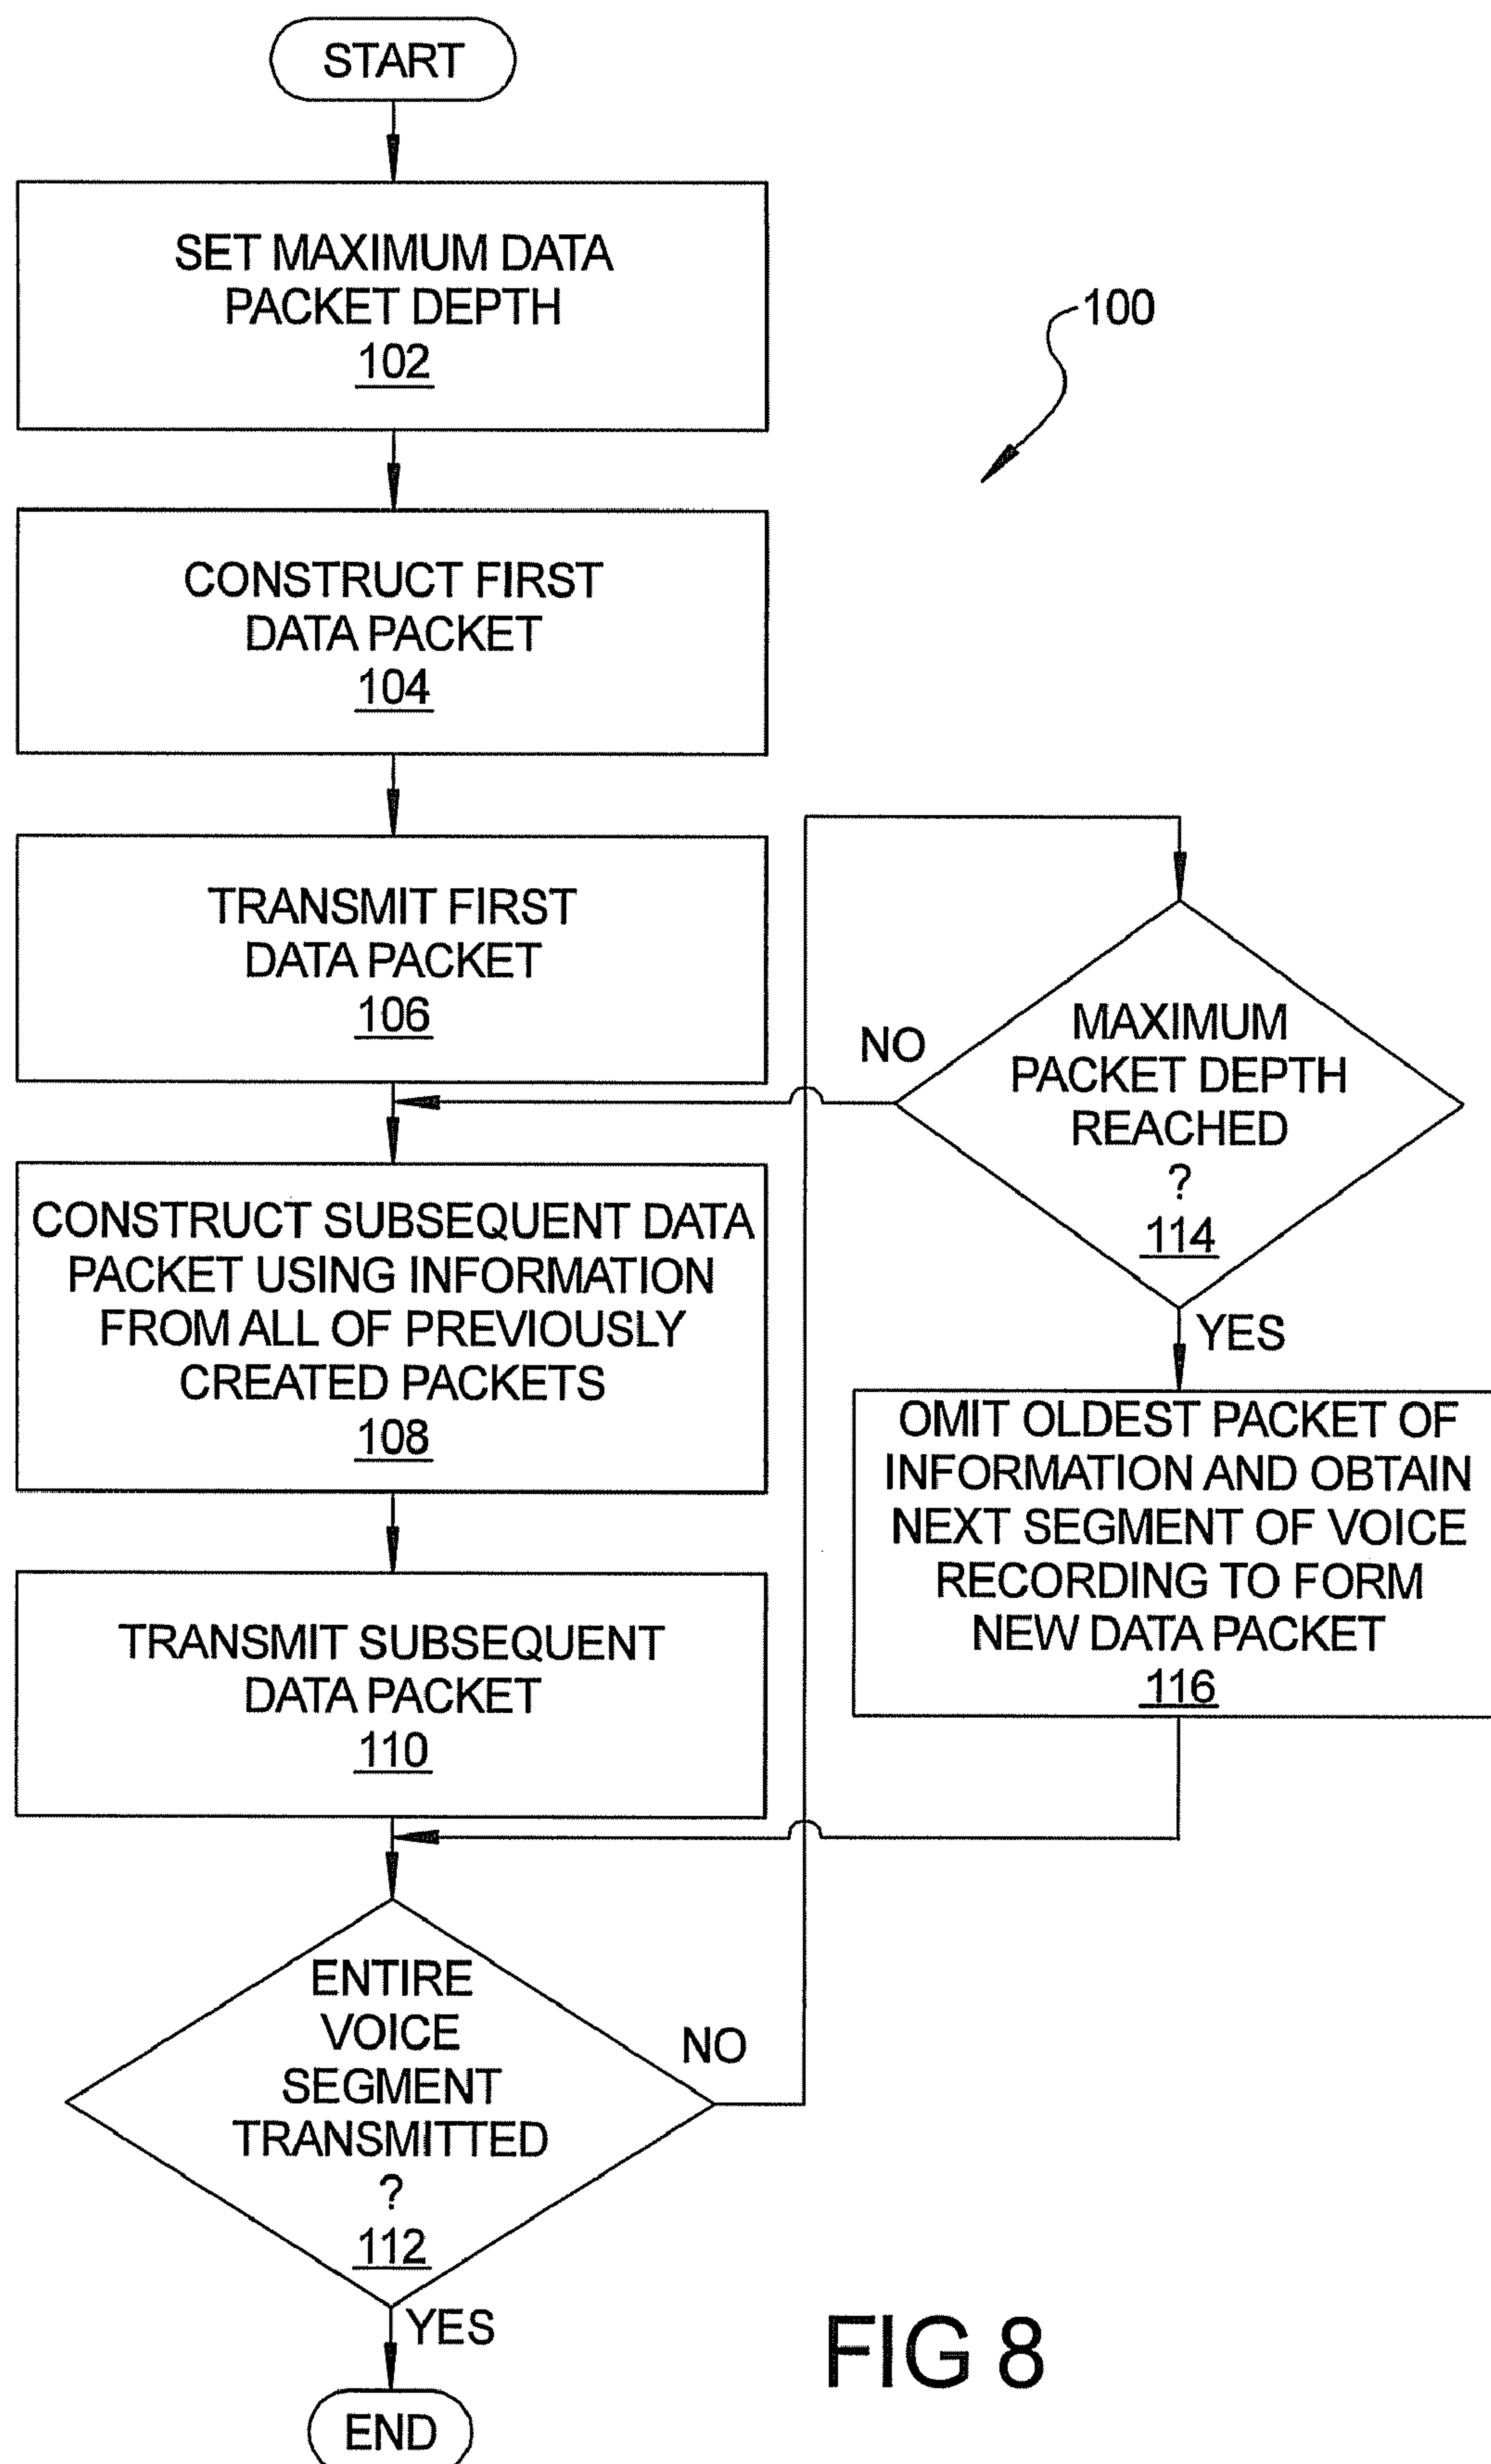 START
SET MAXIMUM DATA
PACKET DEPTH
102
100
CONSTRUCT FIRST
DATA PACKET
104
TRANSMIT FIRST
DATA PACKET
106
NO
MAXIMUM
PACKET DEPTH
REACHED
?
114
YES
CONSTRUCT SUBSEQUENT DATA
PACKET USING INFORMATION
FROM ALL OF PREVIOUSLY
CREATED PACKETS
108
OMIT OLDEST PACKET OF
INFORMATION AND OBTAIN
NEXT SEGMENT OF VOICE
RECORDING TO FORM
NEW DATA PACKET
116
TRANSMIT SUBSEQUENT
DATA PACKET
110
ENTIRE
VOICE
SEGMENT
TRANSMITTED
?
112
NO
YES
END
FIG 8